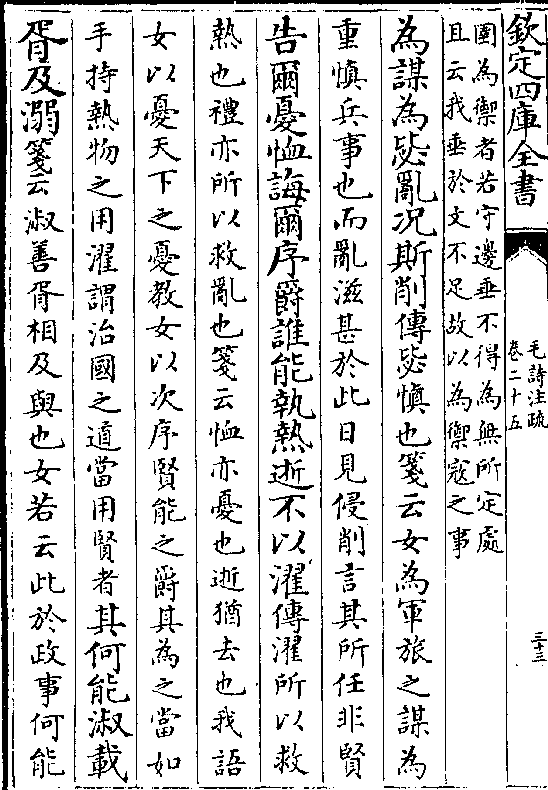 欽定四庫全書
毛詩注疏
卷二十五
三十三
圉為禦者若守邊垂不得為無所定處
且云我垂於文不足故以為禦寇之事
為謀為毖亂况斯削傳毖慎也箋云女為軍旅之謀為
重慎兵事也而亂滋甚於此日見侵削言其所任非賢
告爾憂恤誨爾序爵誰能執熱逝不以濯傳濯所以救
熱也禮亦所以救亂也箋云恤亦憂也逝猶去也我語
女以憂天下之憂教女以次序賢能之爵其為之當如
手持熱物之用濯謂治國之道當用賢者其何能淑載
胥及溺箋云淑善胥相及與也女若云此於政事何能